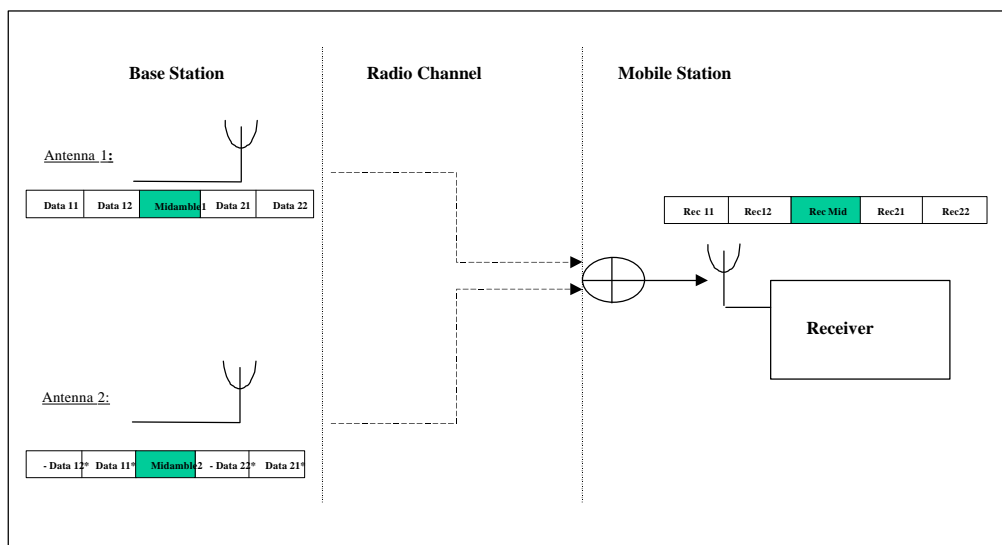 Base Station
Radio Channel
Mobile Station
Antenna 1:
Data 11 Data 12 Midamble1 Data 21 Data 22
Rec 11 Rec12 Rec Mid Rec21 Rec22
Receiver
Antenna 2:
- Data 12* Data 11* Midamble2 - Data 22* Data 21*